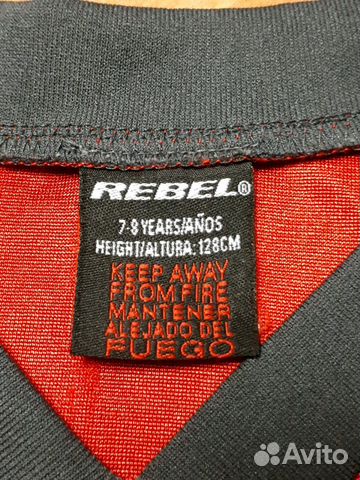 REBEL®
7-8 YEARS/AÑOS
HEIGHT/ALTURA: 128CM
KEEP AWAY
FROM FIRE
MANTENER
ALEJADO DEL
FUEGO
Avito